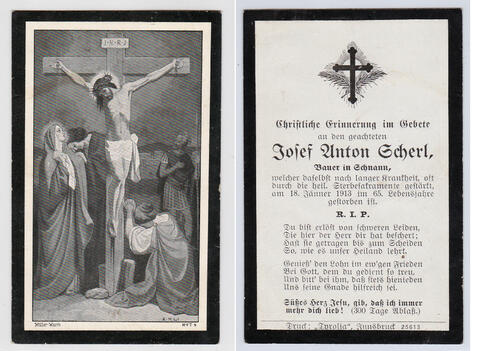 I·N·R·I
Müller-Warth
Christliche Erinnerung im Gebete
an den geachteten
Josef Anton Scherl,
Bauer in Schnann,
welcher daselbst nach langer Krankheit, oft
durch die heil. Sterbesakramente gestärkt,
am 18. Jänner 1913 im 65. Lebensjahre
gestorben ist.
R. I. P.
Du bist erlöst von schweren Leiden,
Die hier der Herr dir hat beschert;
Hast sie getragen bis zum Scheiden
So, wie es unser Heiland lehrt.
Genieß' den Lohn im ew'gen Frieden
Bei Gott, dem du gedient so treu,
Und bitt' ihn, daß stets hienieden
Uns seine Gnade hilfreich sei.
Süßes Herz Jesu, gib, daß ich immer
mehr dich lieb! (300 Tage Ablaß.)
Druck: „Tyrolia", Innsbruck 25613